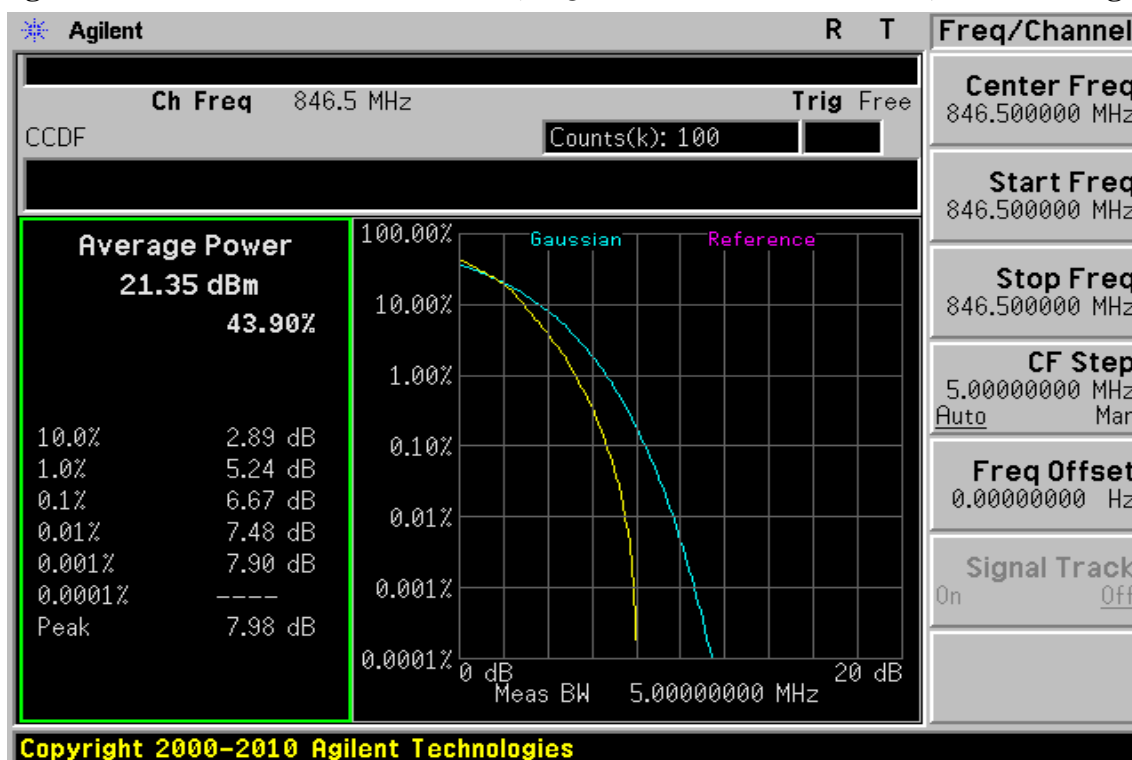 Agilent R T
Freq/Channel
Ch Freq 846.5 MHz Trig Free
CCDF Counts(k): 100
Average Power
21.35 dBm
43.90%
10.0% 2.89 dB
1.0% 5.24 dB
0.1% 6.67 dB
0.01% 7.48 dB
0.001% 7.90 dB
0.0001% ----
Peak 7.98 dB
Gaussian Reference
100.00%
10.00%
1.00%
0.10%
0.01%
0.001%
0.0001%
0 dB 20 dB
Meas BW 5.00000000 MHz
Center Freq
846.500000 MHz
Start Freq
846.500000 MHz
Stop Freq
846.500000 MHz
CF Step
5.00000000 MHz
Auto Man
Freq Offset
0.00000000 Hz
Signal Track
On Off
Copyright 2000-2010 Agilent Technologies